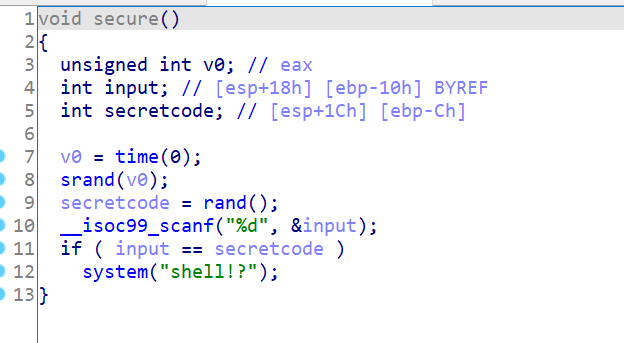 1 void secure()
2 {
3 unsigned int v0; // eax
4 int input; // [esp+18h] [ebp-10h] BYREF
5 int secretcode; // [esp+1Ch] [ebp-Ch]
6
7 v0 = time(0);
8 srand(v0);
9 secretcode = rand();
10 __isoc99_scanf("%d", &input);
11 if ( input == secretcode )
12 system("shell!?");
13 }